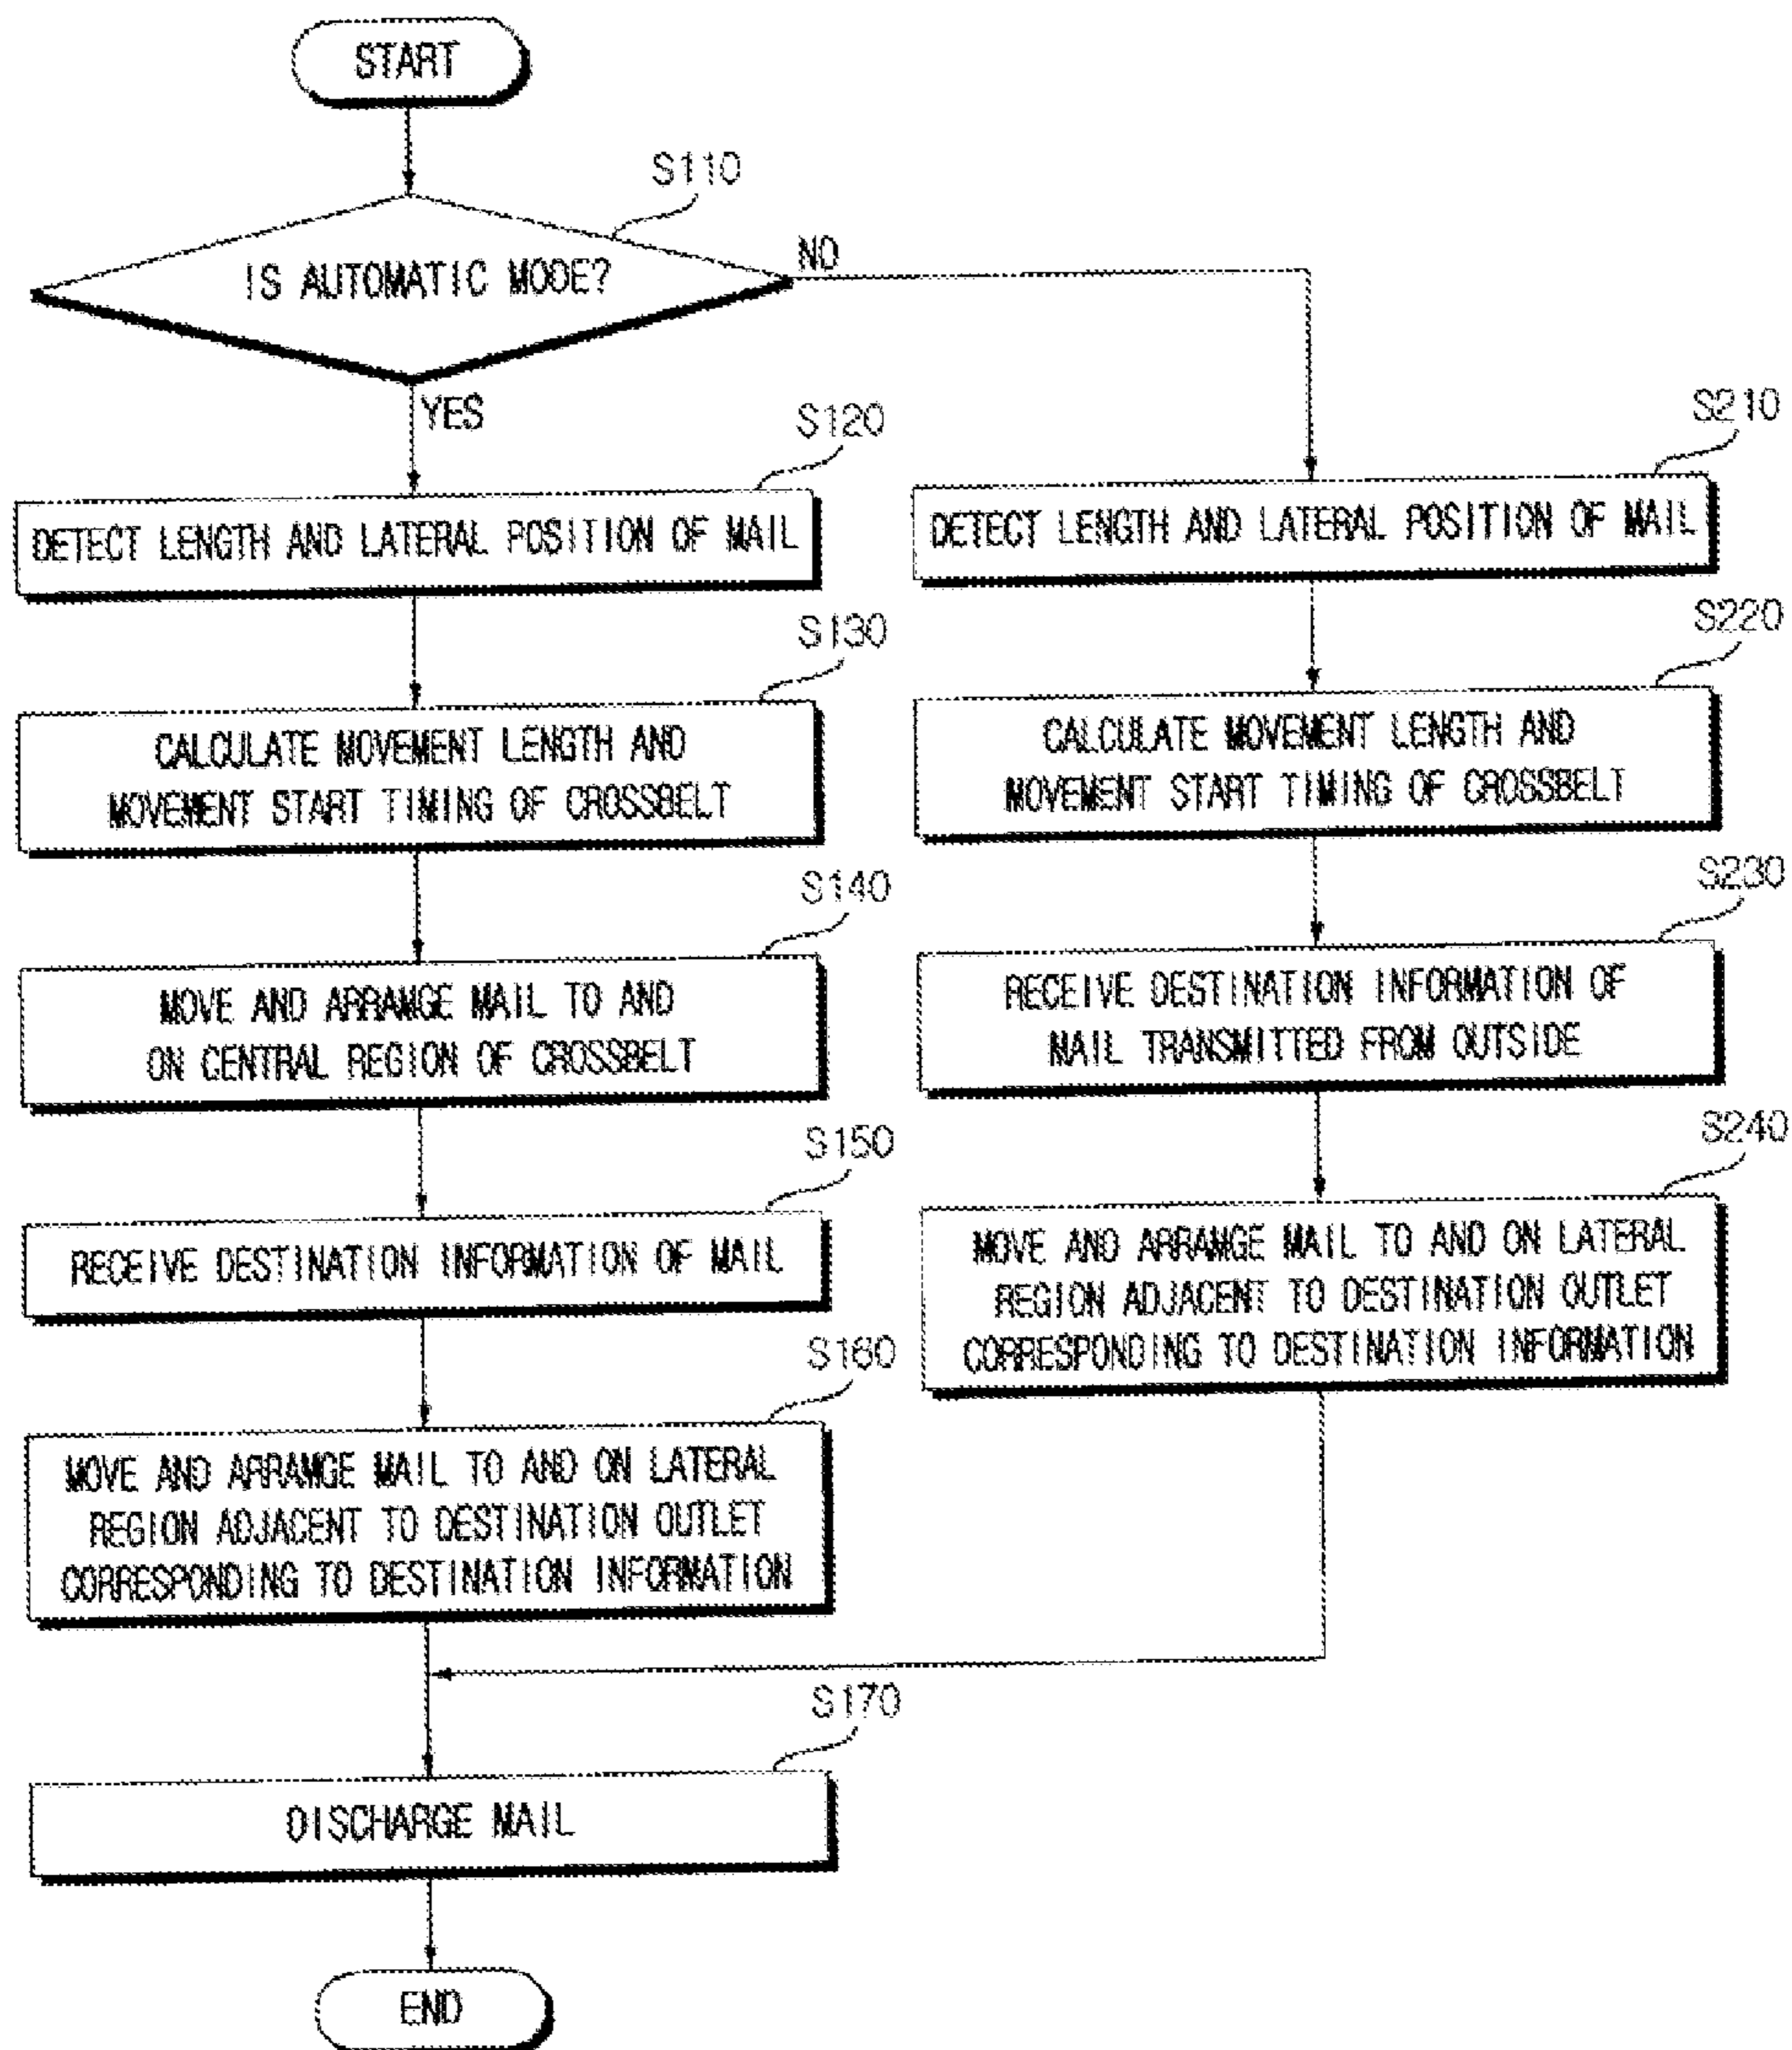 START
S110
IS AUTOMATIC MODE?
NO
YES
S120
DETECT LENGTH AND LATERAL POSITION OF MAIL
S130
CALCULATE MOVEMENT LENGTH AND
MOVEMENT START TIMING OF CROSSBELT
S140
MOVE AND ARRAMGE MAIL TO AND
ON CENTRAL REGION OF CROSSBELT
S150
RECEIVE DESTINATION INFORMATION OF MAIL
S160
MOVE AND ARRAMGE MAIL TO AND ON LATERAL
REGION ADJACENT TO DESTINATION OUTLET
CORRESPONDING TO DESTINATION INFORMATION
S210
DETECT LENGTH AND LATERAL POSITION OF MAIL
S220
CALCULATE MOVEMENT LENGTH AND
MOVEMENT START TIMING OF CROSSBELT
S230
RECEIVE DESTINATION INFORMATION OF
MAIL TRANSMITTED FROM OUTSIDE
S240
MOVE AND ARRAMGE MAIL TO AND ON LATERAL
REGION ADJACENT TO DESTINATION OUTLET
CORRESPONDING TO DESTINATION INFORMATION
S170
DISCHARGE MAIL
END